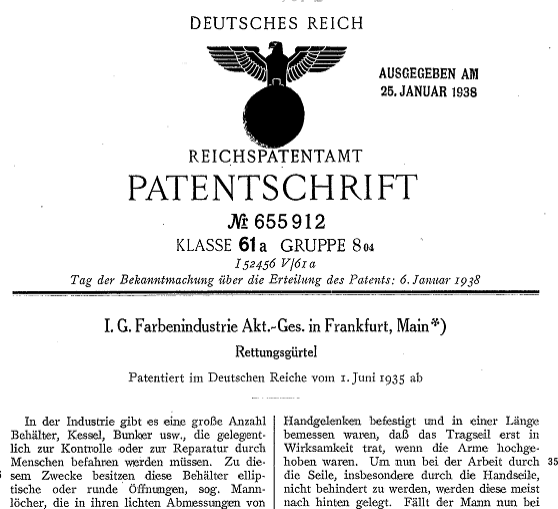 DEUTSCHES REICH
AUSGEGEBEN AM
25. JANUAR 1938
REICHSPATENTAMT
PATENTSCHRIFT
№ 655912
KLASSE 61a GRUPPE 8 04
I 52456 V/61a
Tag der Bekanntmachung über die Erteilung des Patents: 6. Januar 1938
I. G. Farbenindustrie Akt.-Ges. in Frankfurt, Main*)
Rettungsgürtel
Patentiert im Deutschen Reiche vom 1. Juni 1935 ab
In der Industrie gibt es eine große Anzahl
Behälter, Kessel, Bunker usw., die gelegent-
lich zur Kontrolle oder zur Reparatur durch
Menschen befahren werden müssen. Zu die-
sem Zwecke besitzen diese Behälter ellip-
tische oder runde Öffnungen, sog. Mann-
löcher, die in ihren lichten Abmessungen von
Handgelenken befestigt und in einer Länge
bemessen waren, daß das Tragseil erst in
Wirksamkeit trat, wenn die Arme hochge-
hoben waren. Um nun bei der Arbeit durch 35
die Seile, insbesondere durch die Handseile,
nicht behindert zu werden, werden diese meist
nach hinten gelegt. Fällt der Mann nun bei